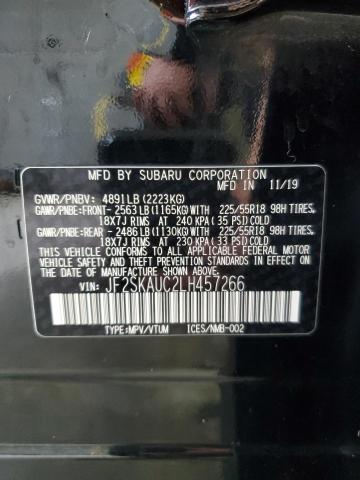 MFD. BY SUBARU CORPORATION
MFD. IN 11/19
GVWR/PNBV: 4891LB (2223KG)
GAWR/PNBE:FRONT- 2563 LB (1165KG)WITH 225/55R18 98H TIRES,
18X7J RIMS AT 240 KPA (35 PSI)COLD
GAWR/PNBE:REAR - 2486 LB (1130KG)WITH 225/55R18 98H TIRES,
18X7J RIMS AT 230 KPA (33 PSI)COLD
THIS VEHICLE CONFORMS TO ALL APPLICABLE FEDERAL MOTOR
VEHICLE SAFETY, BUMPER, AND THEFT PREVENTION STANDARDS
IN EFFECT ON THE DATE OF MANUFACTURE SHOWN ABOVE.
VIN: JF2SKAUC2LH457266
TYPE:MPV/VTUM ICES/NMB-002